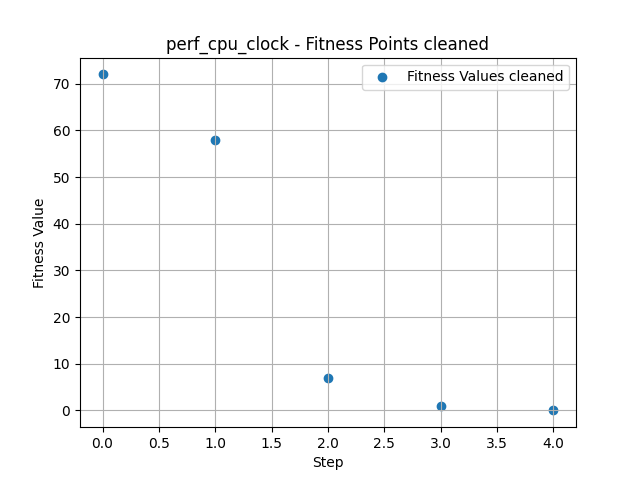 perf_cpu_clock - Fitness Points cleaned
Fitness Values cleaned
Fitness Value
70
60
50
40
30
20
10
0
0.0 0.5 1.0 1.5 2.0 2.5 3.0 3.5 4.0
Step